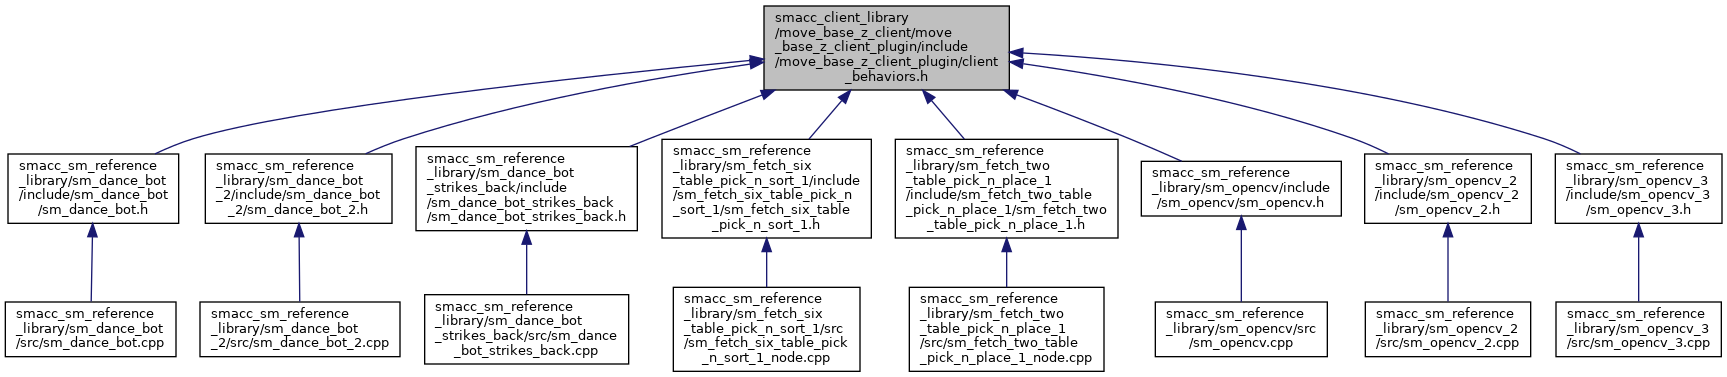 smacc_client_library
/move_base_z_client/move
_base_z_client_plugin/include
/move_base_z_client_plugin/client
_behaviors.h
smacc_sm_reference
_library/sm_dance_bot
/include/sm_dance_bot
/sm_dance_bot.h
smacc_sm_reference
_library/sm_dance_bot
_2/include/sm_dance_bot
_2/sm_dance_bot_2.h
smacc_sm_reference
_library/sm_dance_bot
_strikes_back/include
/sm_dance_bot_strikes_back
/sm_dance_bot_strikes_back.h
smacc_sm_reference
_library/sm_fetch_six
_table_pick_n_sort_1/include
/sm_fetch_six_table_pick_n
_sort_1/sm_fetch_six_table
_pick_n_sort_1.h
smacc_sm_reference
_library/sm_fetch_two
_table_pick_n_place_1
/include/sm_fetch_two_table
_pick_n_place_1/sm_fetch_two
_table_pick_n_place_1.h
smacc_sm_reference
_library/sm_opencv/include
/sm_opencv/sm_opencv.h
smacc_sm_reference
_library/sm_opencv_2
/include/sm_opencv_2
/sm_opencv_2.h
smacc_sm_reference
_library/sm_opencv_3
/include/sm_opencv_3
/sm_opencv_3.h
smacc_sm_reference
_library/sm_dance_bot
/src/sm_dance_bot.cpp
smacc_sm_reference
_library/sm_dance_bot
_2/src/sm_dance_bot_2.cpp
smacc_sm_reference
_library/sm_dance_bot
_strikes_back/src/sm_dance
_bot_strikes_back.cpp
smacc_sm_reference
_library/sm_fetch_six
_table_pick_n_sort_1/src
/sm_fetch_six_table_pick
_n_sort_1_node.cpp
smacc_sm_reference
_library/sm_fetch_two
_table_pick_n_place_1
/src/sm_fetch_two_table
_pick_n_place_1_node.cpp
smacc_sm_reference
_library/sm_opencv/src
/sm_opencv.cpp
smacc_sm_reference
_library/sm_opencv_2
/src/sm_opencv_2.cpp
smacc_sm_reference
_library/sm_opencv_3
/src/sm_opencv_3.cpp